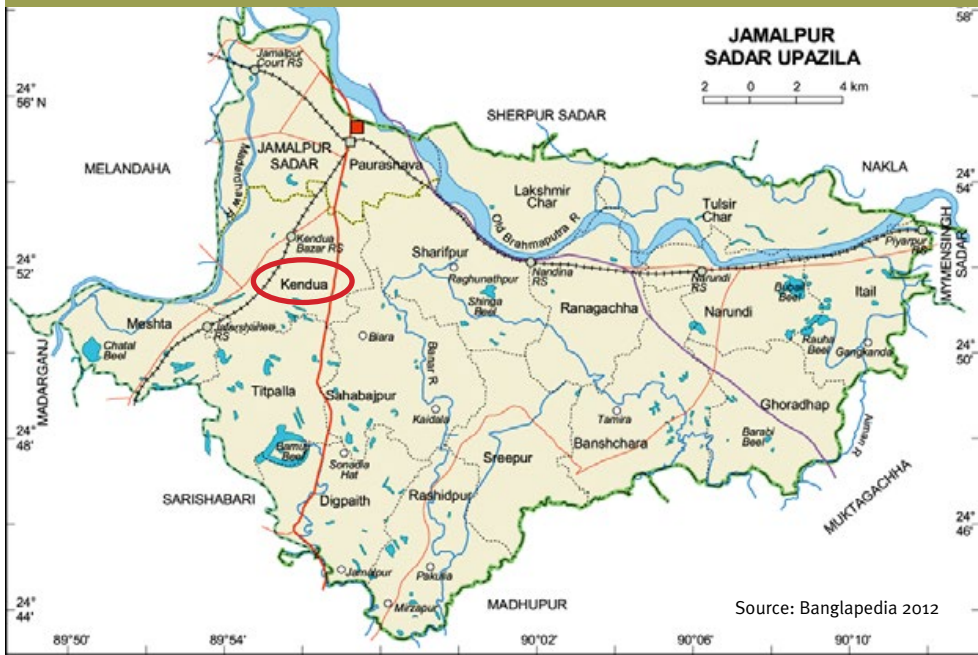 58'
JAMALPUR
SADAR UPAZILA
2 0 2 4 km
Jamalpur
Court RS
24°
56' N
SHERPUR SADAR
MELANDAHA
JAMALPUR
SADAR
Paurashava
NAKLA
24°
54'
Lakshmir
Char
Tulsir
Char
Old Brahmaputra R
Piyarpur
RS
MYMENSINGH
SADAR
Kendua
Bazar RS
24°
52'
Sharifpur
Raghunathpur
Nandina
RS
Narundi
RS
Kendua
Shinga
Beel
Ranagachha
Bubail
Beel
Itail
Meshta
RS
Narundi
Chatal
Beel
Biara
Rauha
Beel
Gangkanda
24°
50'
MADARGANJ
Banar R
Titpalla
Sahabajpur
Kaidala
Tamira
Ghoradhap
24°
48'
Banshchara
Barabi
Beel
Aiman R
Bamun
Beel
Sonadia
Hat
Sreepur
SARISHABARI
Digpaith
Rashidpur
MUKTAGACHHA
24°
46'
Jamalpur
Pakulla
Mirzapur
MADHUPUR
Source: Banglapedia 2012
24°
44'
89°50' 89°54' 90°02' 90°06' 90°10'